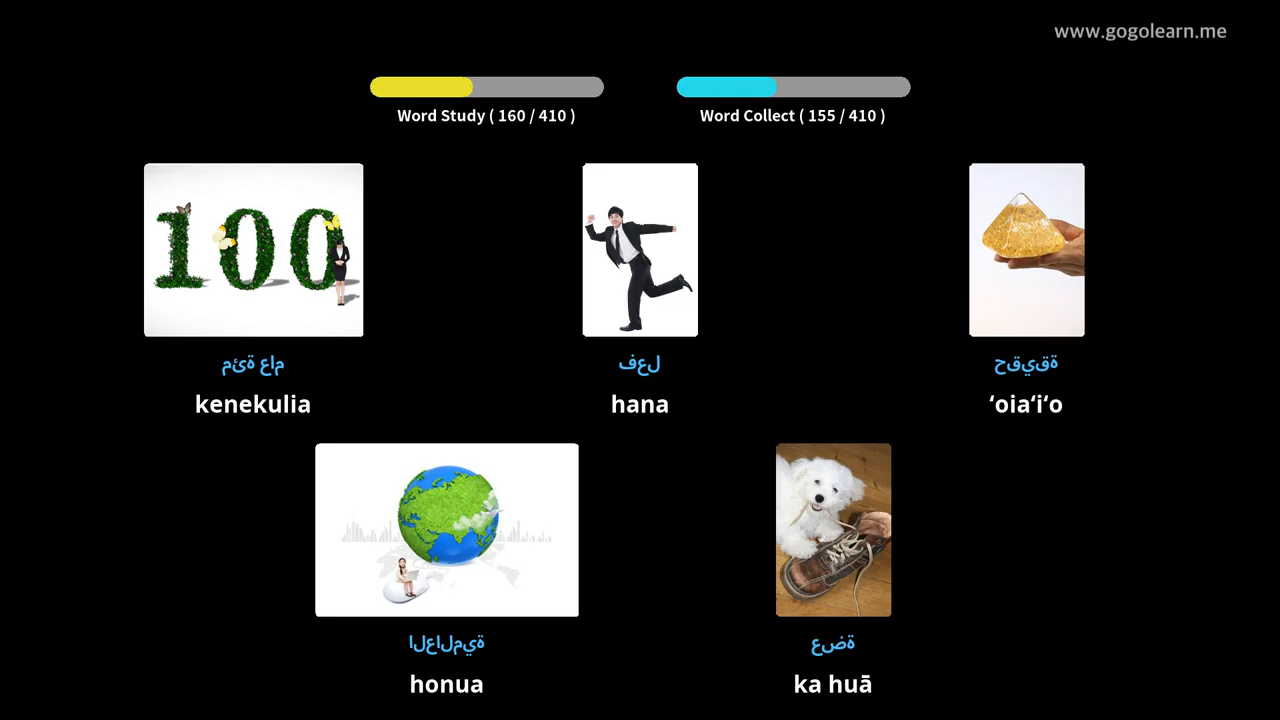 www.gogolearn.me
Word Study ( 160 / 410 )
Word Collect ( 155 / 410 )
مئة عام
kenekulia
فعل
hana
حقيقة
ʻoiaʻiʻo
العالمية
honua
عضة
ka huā